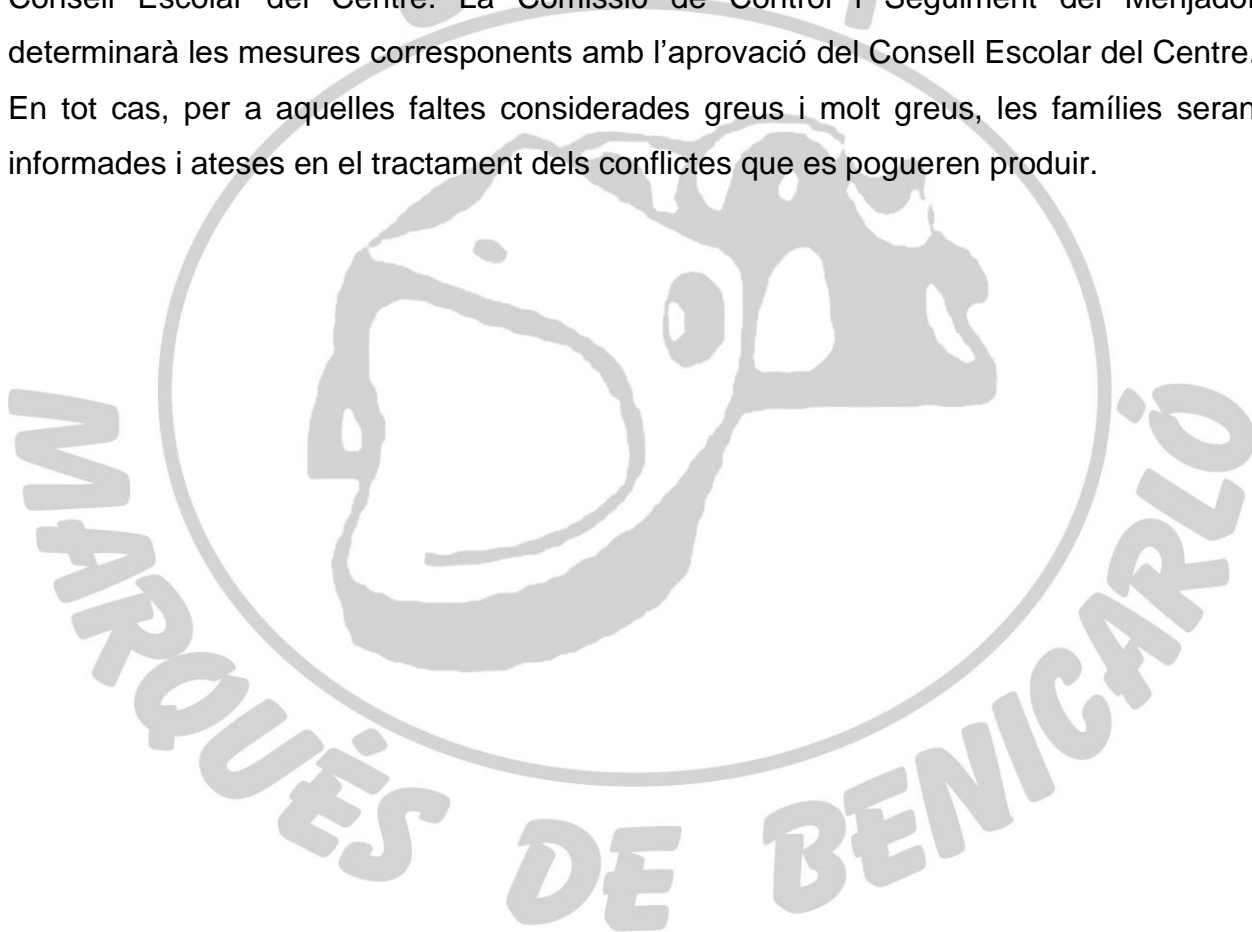 Consell Escolar del Centre. La Comissió de Control i Seguiment del Menjador
determinarà les mesures corresponents amb l’aprovació del Consell Escolar del Centre.
En tot cas, per a aquelles faltes considerades greus i molt greus, les famílies seran
informades i ateses en el tractament dels conflictes que es pogueren produir.
MARQUÉS DE BENICARLÓ